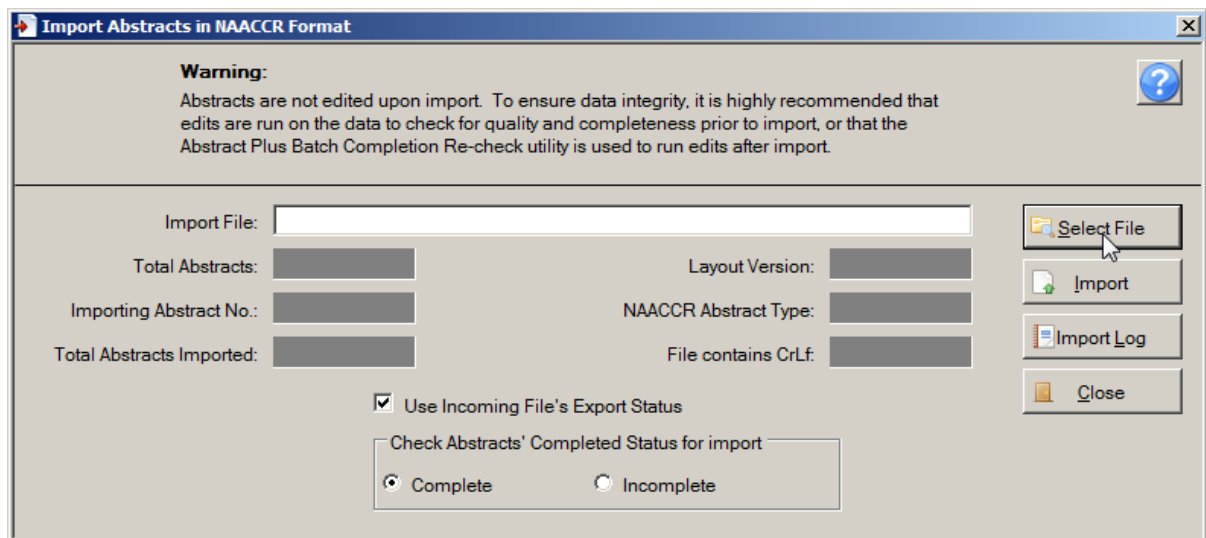 Import Abstracts in NAACCR Format
Warning:
Abstracts are not edited upon import. To ensure data integrity, it is highly recommended that
edits are run on the data to check for quality and completeness prior to import, or that the
Abstract Plus Batch Completion Re-check utility is used to run edits after import.
?
Import File:
Select File
Total Abstracts:
Layout Version:
Import
Importing Abstract No.:
NAACCR Abstract Type:
Total Abstracts Imported:
File contains CrLf:
Import Log
Use Incoming File's Export Status
Close
Check Abstracts' Completed Status for import
Complete
Incomplete